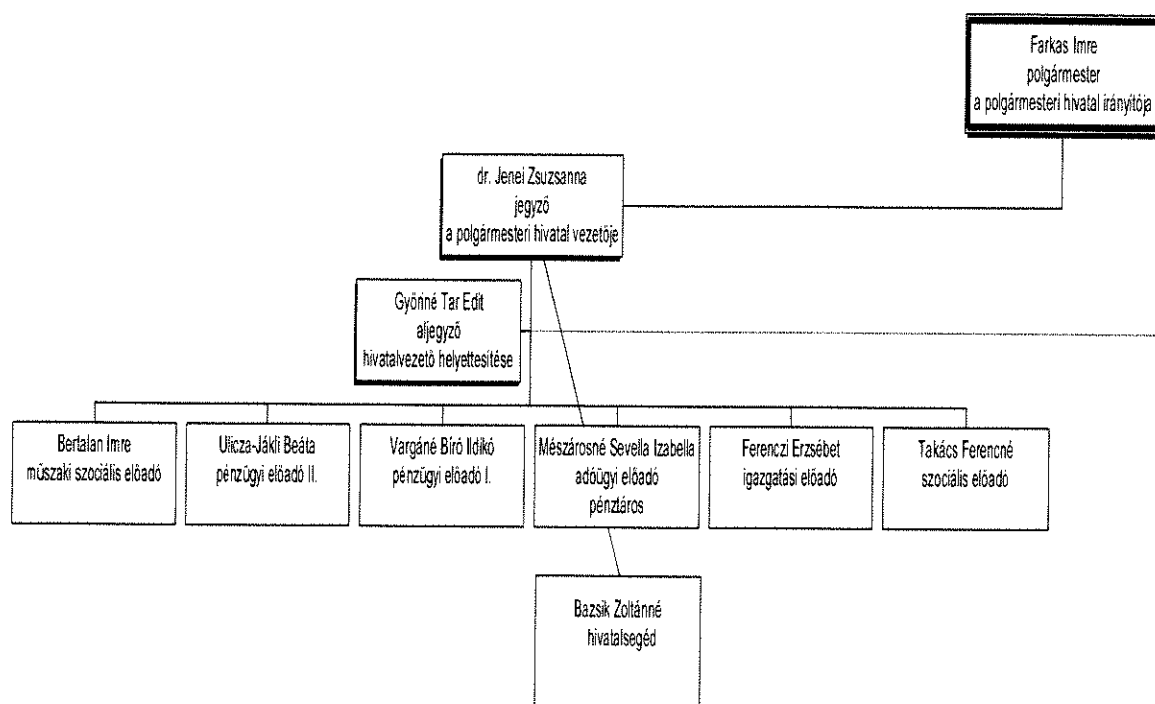 Farkas Imre
polgármester
a polgármesteri hivatal irányítója
dr. Jenei Zsuzsanna
jegyző
a polgármesteri hivatal vezetője
Győriné Tar Edit
aljegyző
hivatalvezető helyettesítése
Bertalan Imre
műszaki szociális előadó
Ulicza-Jákli Beáta
pénzügyi előadó II.
Vargáné Bíró Ildikó
pénzügyi előadó I.
Mészárosné Sevella Izabella
adóügyi előadó
pénztáros
Ferenczi Erzsébet
igazgatási előadó
Takács Ferencné
szociális előadó
Bazsik Zoltánné
hivatalsegéd